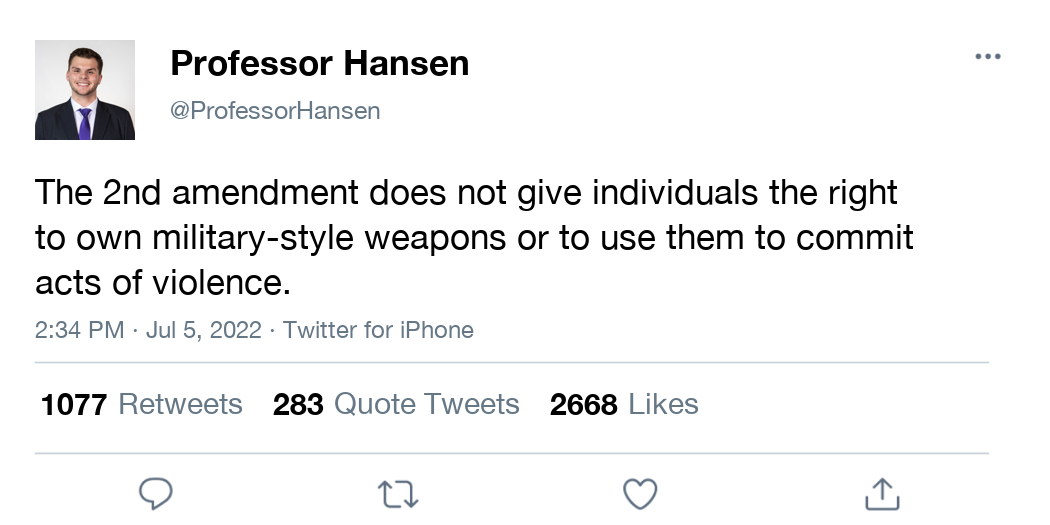 Professor Hansen
@ProfessorHansen
The 2nd amendment does not give individuals the right
to own military-style weapons or to use them to commit
acts of violence.
2:34 PM · Jul 5, 2022 · Twitter for iPhone
1077 Retweets 283 Quote Tweets 2668 Likes